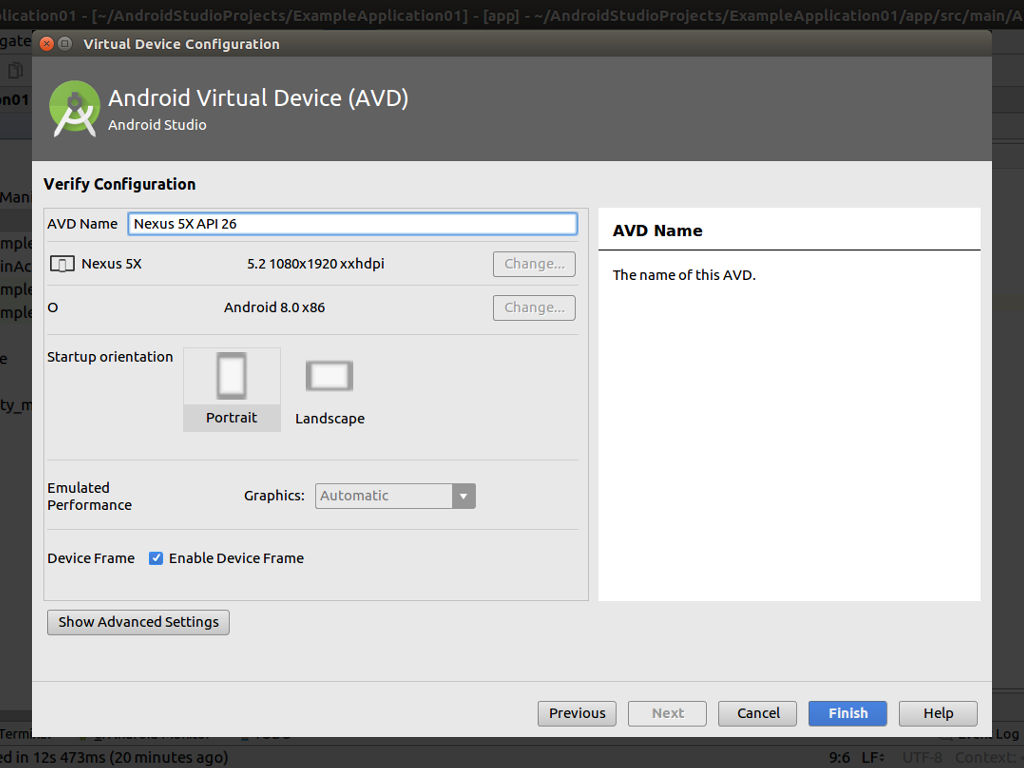 plication01 - [~/AndroidStudioProjects/ExampleApplication01] - [app] - ~/AndroidStudioProjects/ExampleApplication01/app/src/main/A
Virtual Device Configuration
Android Virtual Device (AVD)
Android Studio
Verify Configuration
AVD Name Nexus 5X API 26
Nexus 5X 5.2 1080x1920 xxhdpi Change...
O Android 8.0 x86 Change...
Startup orientation
Portrait Landscape
Emulated
Performance
Graphics: Automatic
Device Frame Enable Device Frame
Show Advanced Settings
AVD Name
The name of this AVD.
Previous Next Cancel Finish Help
ed in 12s 473ms (20 minutes ago) 9:6 LF UTF-8 Context: